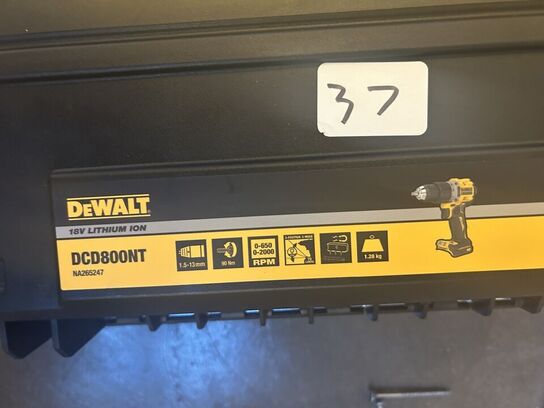 37
DEWALT
18V LITHIUM ION
DCD800NT
NA265247
1.5-13mm
90 Nm
0-650
0-2000
RPM
1.28 kg